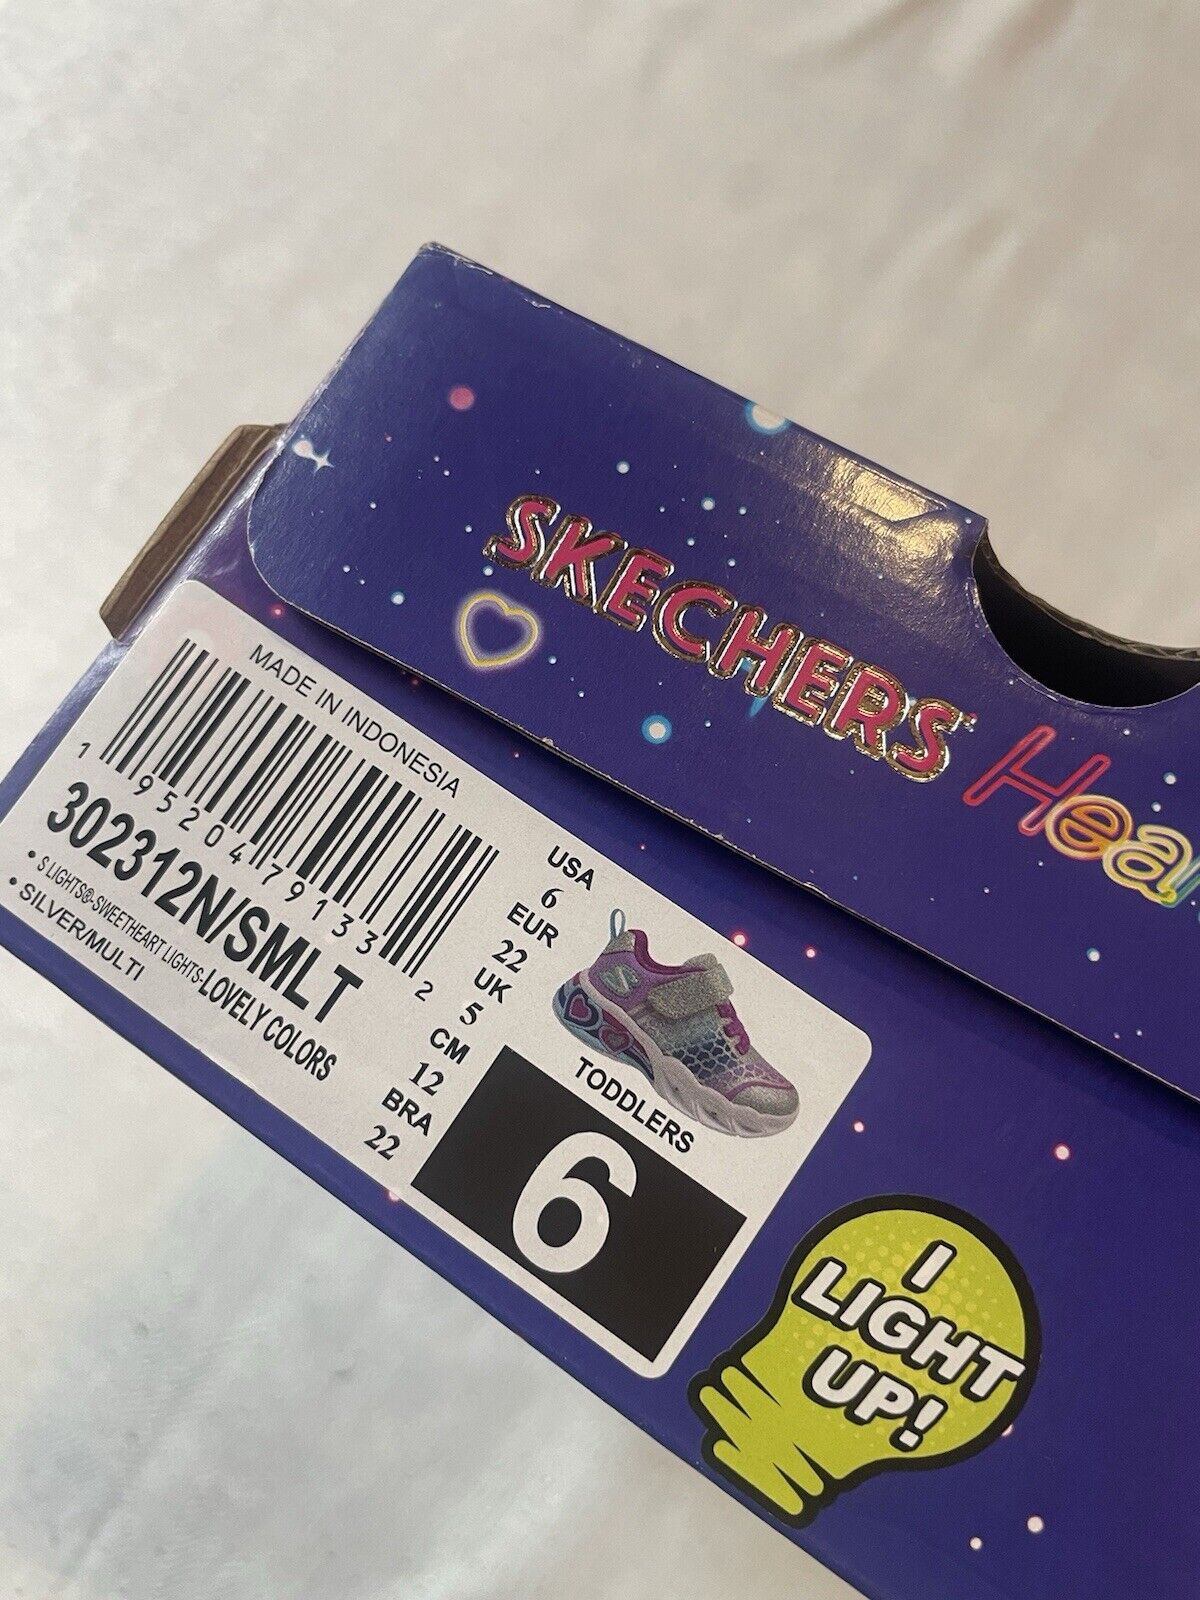 SKECHERS
Hear
MADE IN INDONESIA
1 95204 79133 2
302312N/SMLT
• S LIGHTS®-SWEETHEART LIGHTS-LOVELY COLORS
• SILVER/MULTI
USA
6
EUR
22
UK
5
CM
12
BRA
22
S
TODDLERS
6
I
LIGHT
UP!